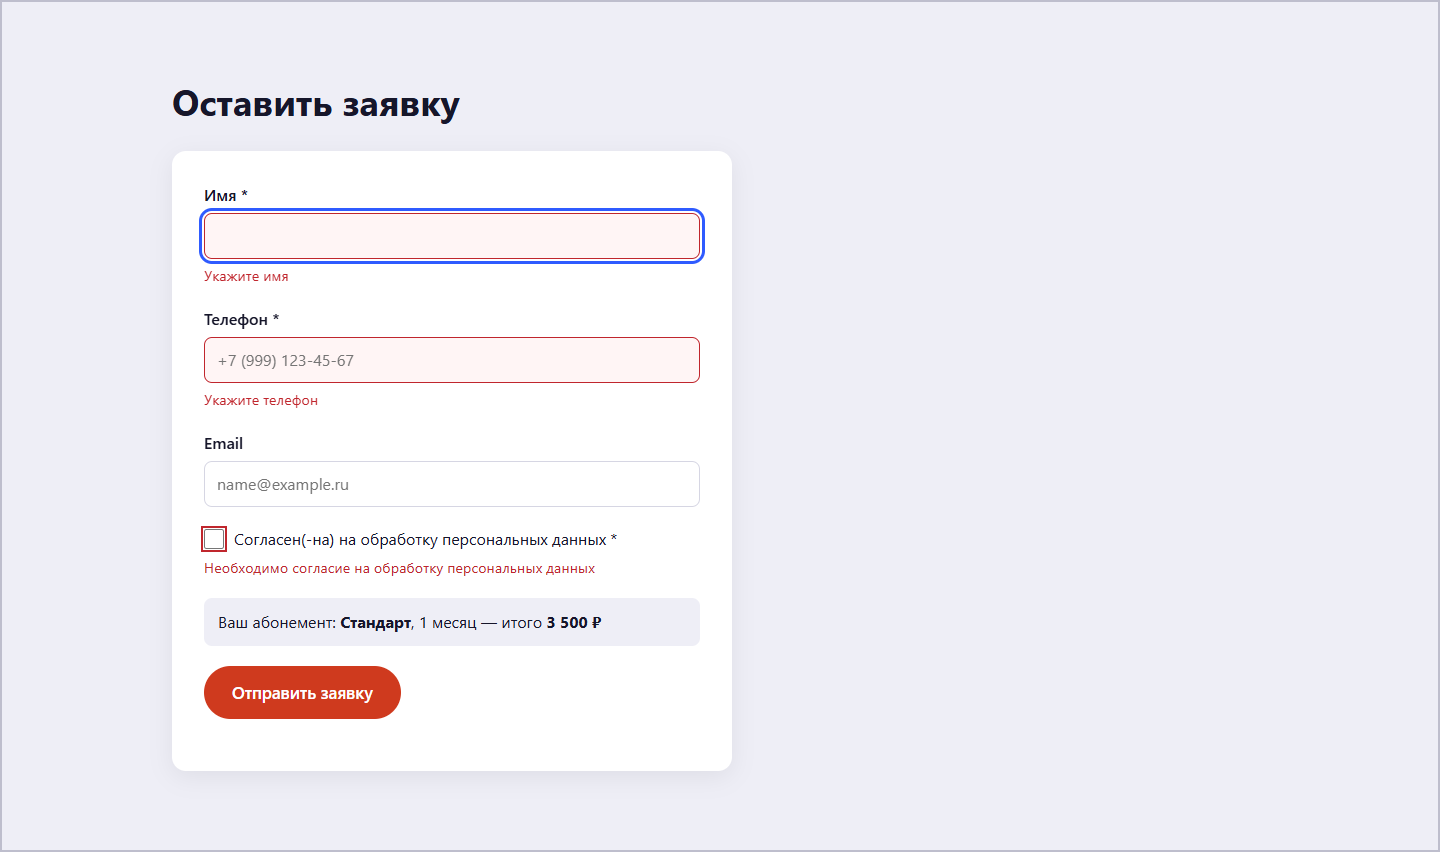 Оставить заявку
Имя *
Укажите имя
Телефон *
+7 (999) 123-45-67
Укажите телефон
Email
name@example.ru
Согласен(-на) на обработку персональных данных *
Необходимо согласие на обработку персональных данных
Ваш абонемент: Стандарт, 1 месяц — итого 3 500 ₽
Отправить заявку